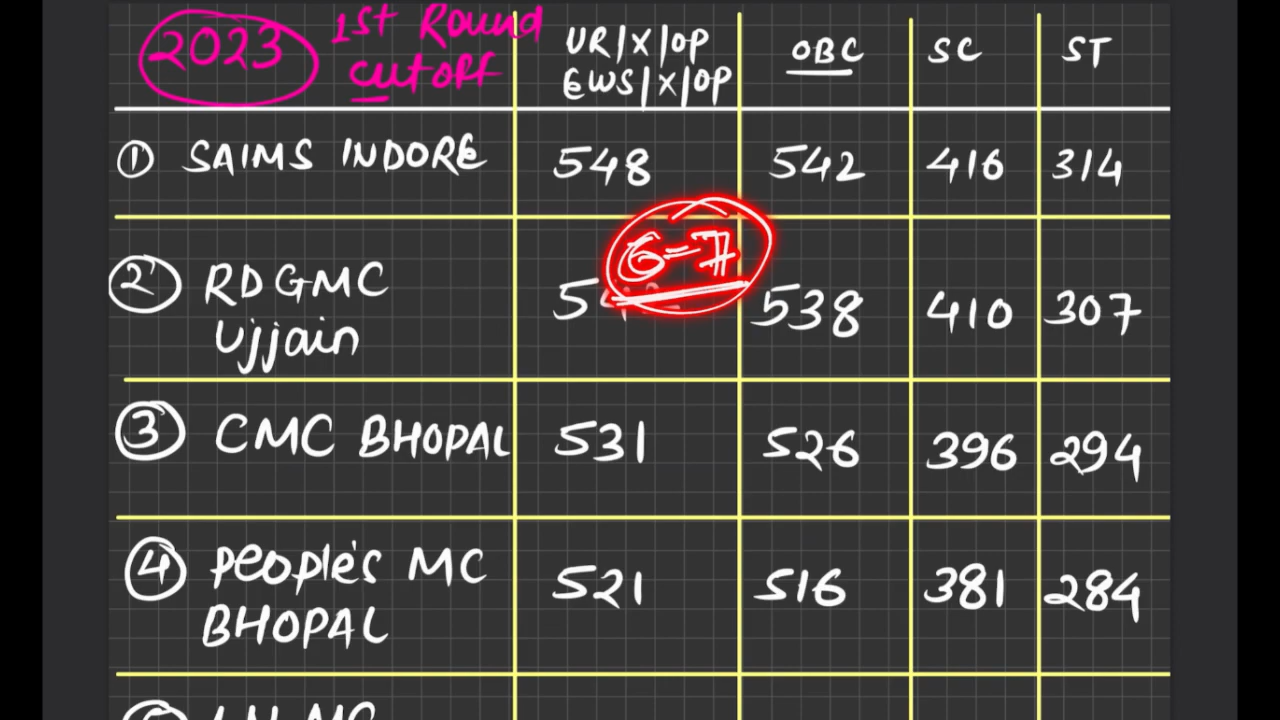 2023 1st Round cutoff
UR/X/OP EWS/X/OP OBC SC ST
① SAIMS INDORE 548 542 416 314
6-7
② RDGMC Ujjain 538 410 307
③ CMC BHOPAL 531 526 396 294
④ People's MC BHOPAL 521 516 381 284